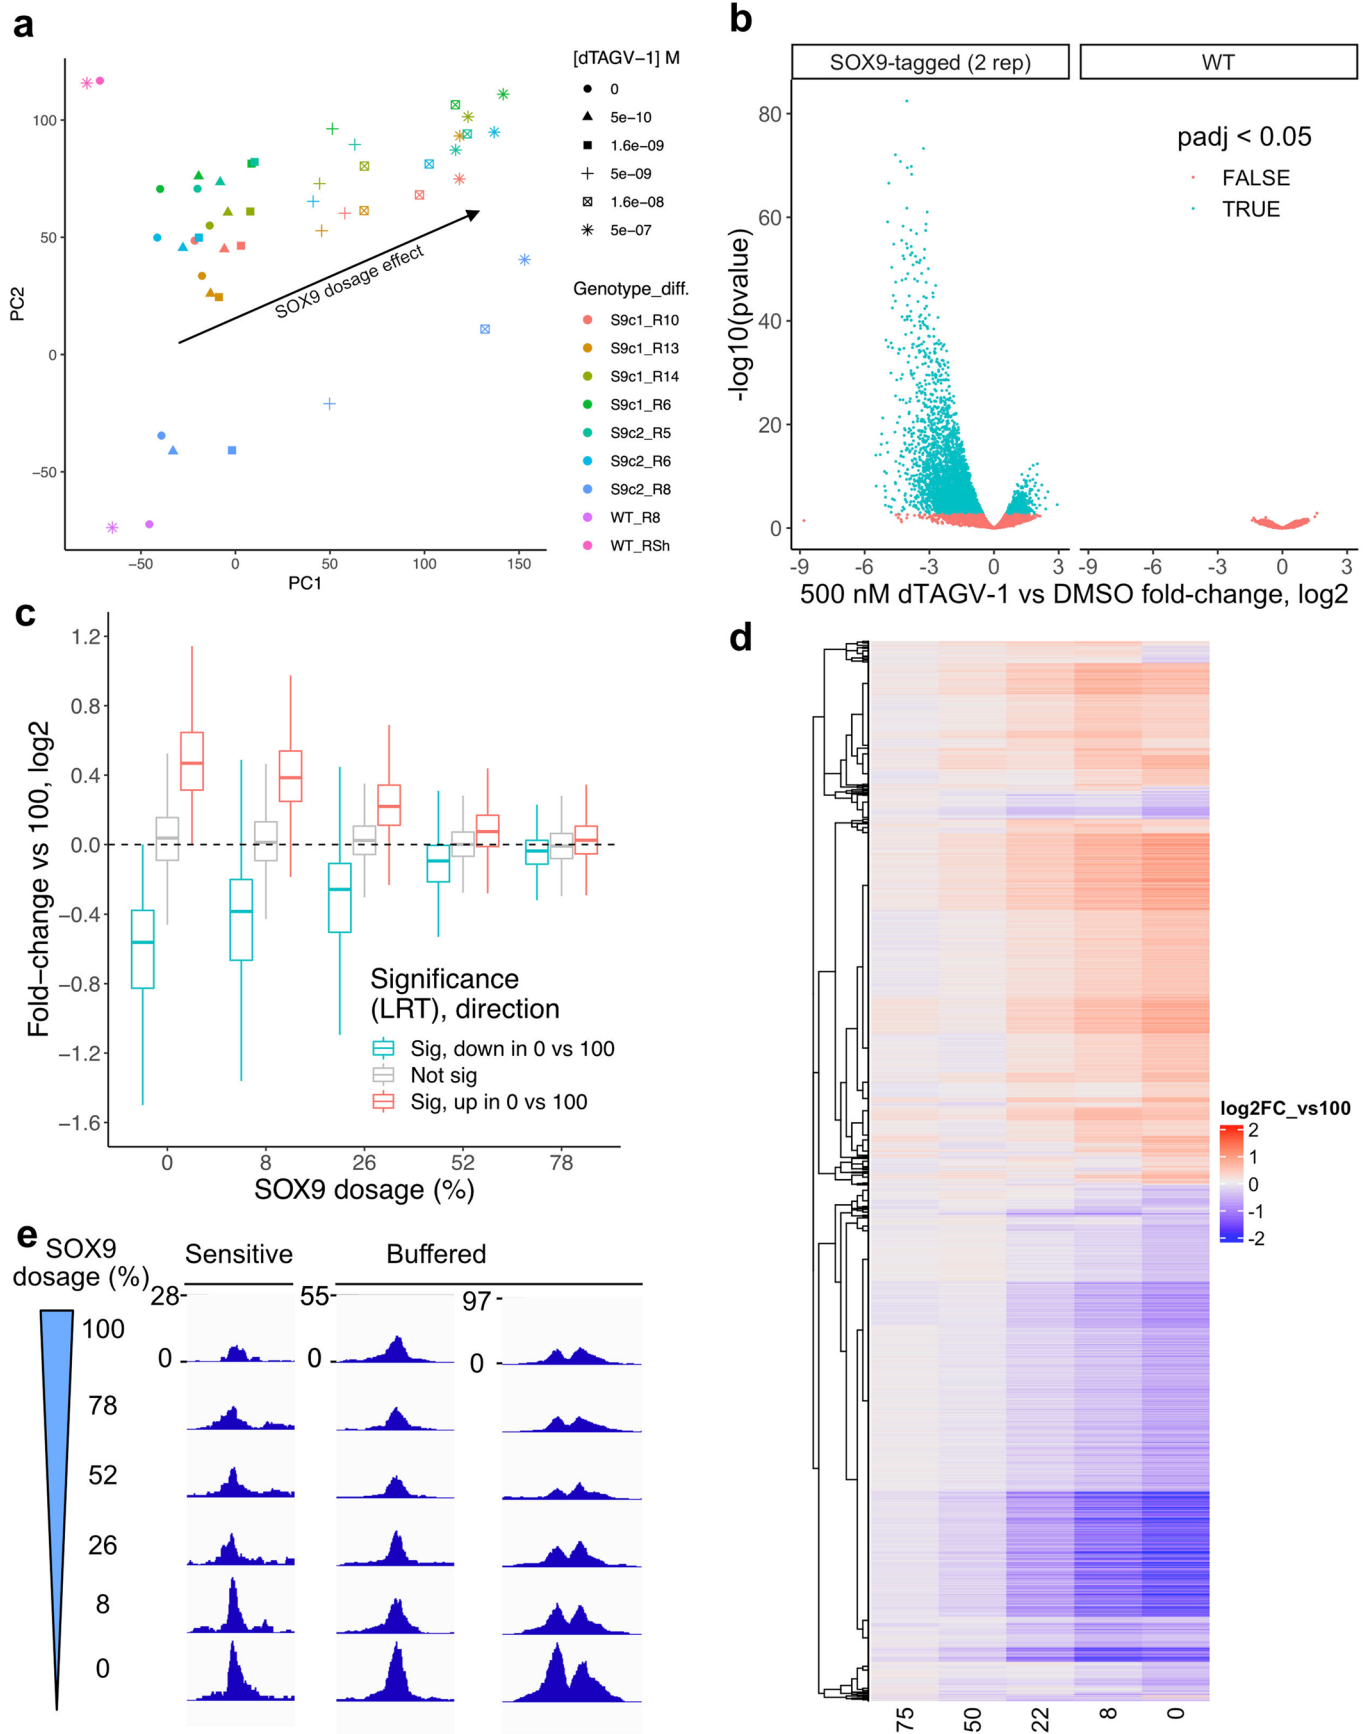 a
[dTAGV−1] M
0
5e−10
1.6e−09
5e−09
1.6e−08
5e−07
Genotype_diff.
S9c1_R10
S9c1_R13
S9c1_R14
S9c1_R6
S9c2_R5
S9c2_R6
S9c2_R8
WT_R8
WT_RSh
100
50
0
−50
PC2
SOX9 dosage effect
−50
0
50
100
150
PC1
b
SOX9-tagged (2 rep)
WT
padj < 0.05
FALSE
TRUE
80
60
40
20
0
-log10(pvalue)
-9
-6
-3
0
3
-9
-6
-3
0
3
500 nM dTAGV-1 vs DMSO fold-change, log2
c
1.2
0.8
0.4
0.0
−0.4
−0.8
−1.2
−1.6
Fold−change vs 100, log2
Significance
(LRT), direction
Sig, down in 0 vs 100
Not sig
Sig, up in 0 vs 100
0
8
26
52
78
SOX9 dosage (%)
d
log2FC_vs100
2
1
0
-1
-2
75
50
22
8
0
e
SOX9
dosage (%)
Sensitive
Buffered
28
0
55
0
97
0
100
78
52
26
8
0